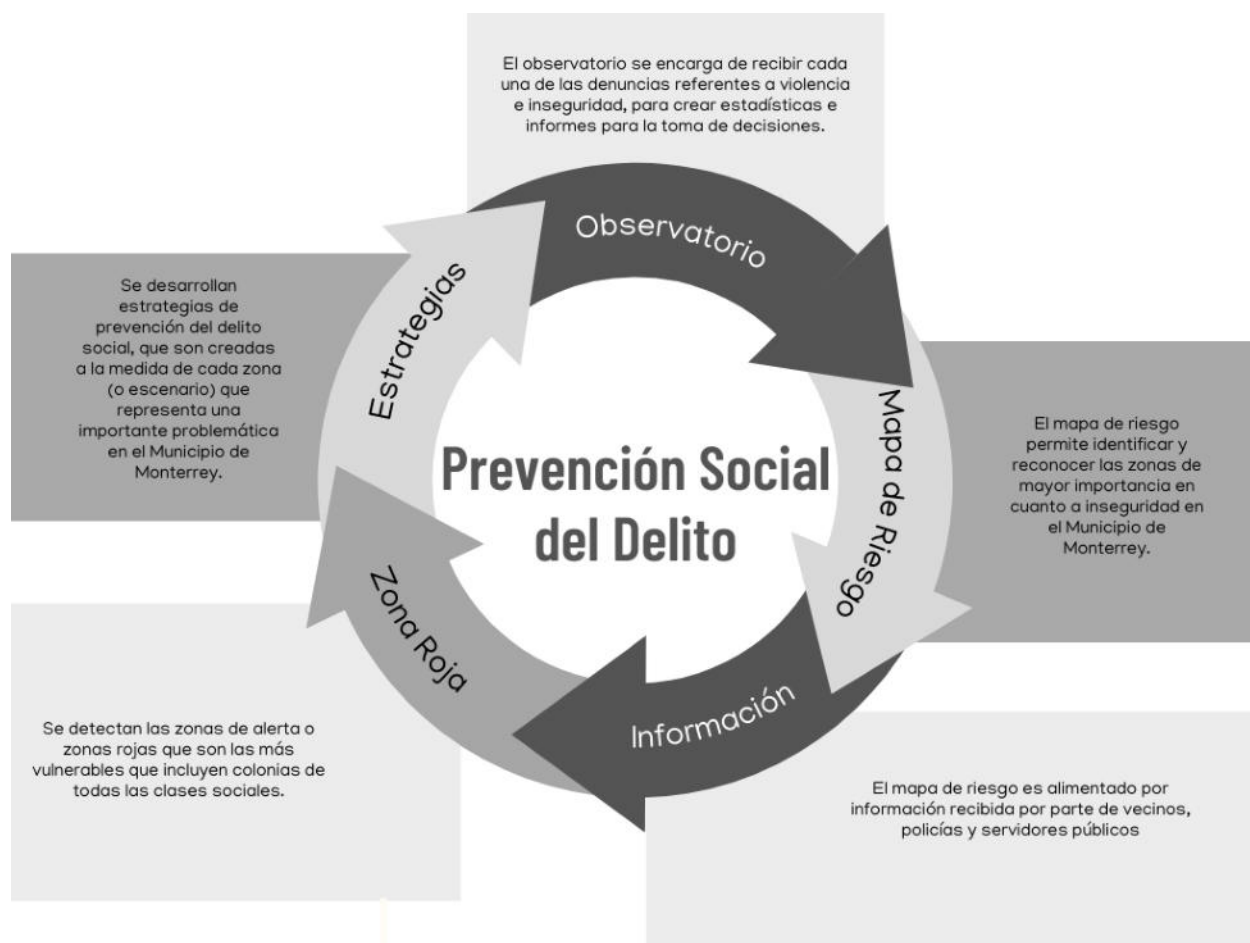 El observatorio se encarga de recibir cada
una de las denuncias referentes a violencia
e inseguridad, para crear estadísticas e
informes para la toma de decisiones.
Observatorio
Mapa de Riesgo
El mapa de riesgo
permite identificar y
reconocer las zonas de
mayor importancia en
cuanto a inseguridad en
el Municipio de
Monterrey.
Información
El mapa de riesgo es alimentado por
información recibida por parte de vecinos,
policías y servidores públicos
Zona Roja
Se detectan las zonas de alerta o
zonas rojas que son las más
vulnerables que incluyen colonias de
todas las clases sociales.
Estrategias
Se desarrollan
estrategias de
prevención del delito
social, que son creadas
a la medida de cada zona
(o escenario) que
representa una
importante problemática
en el Municipio de
Monterrey.
Prevención Social
del Delito